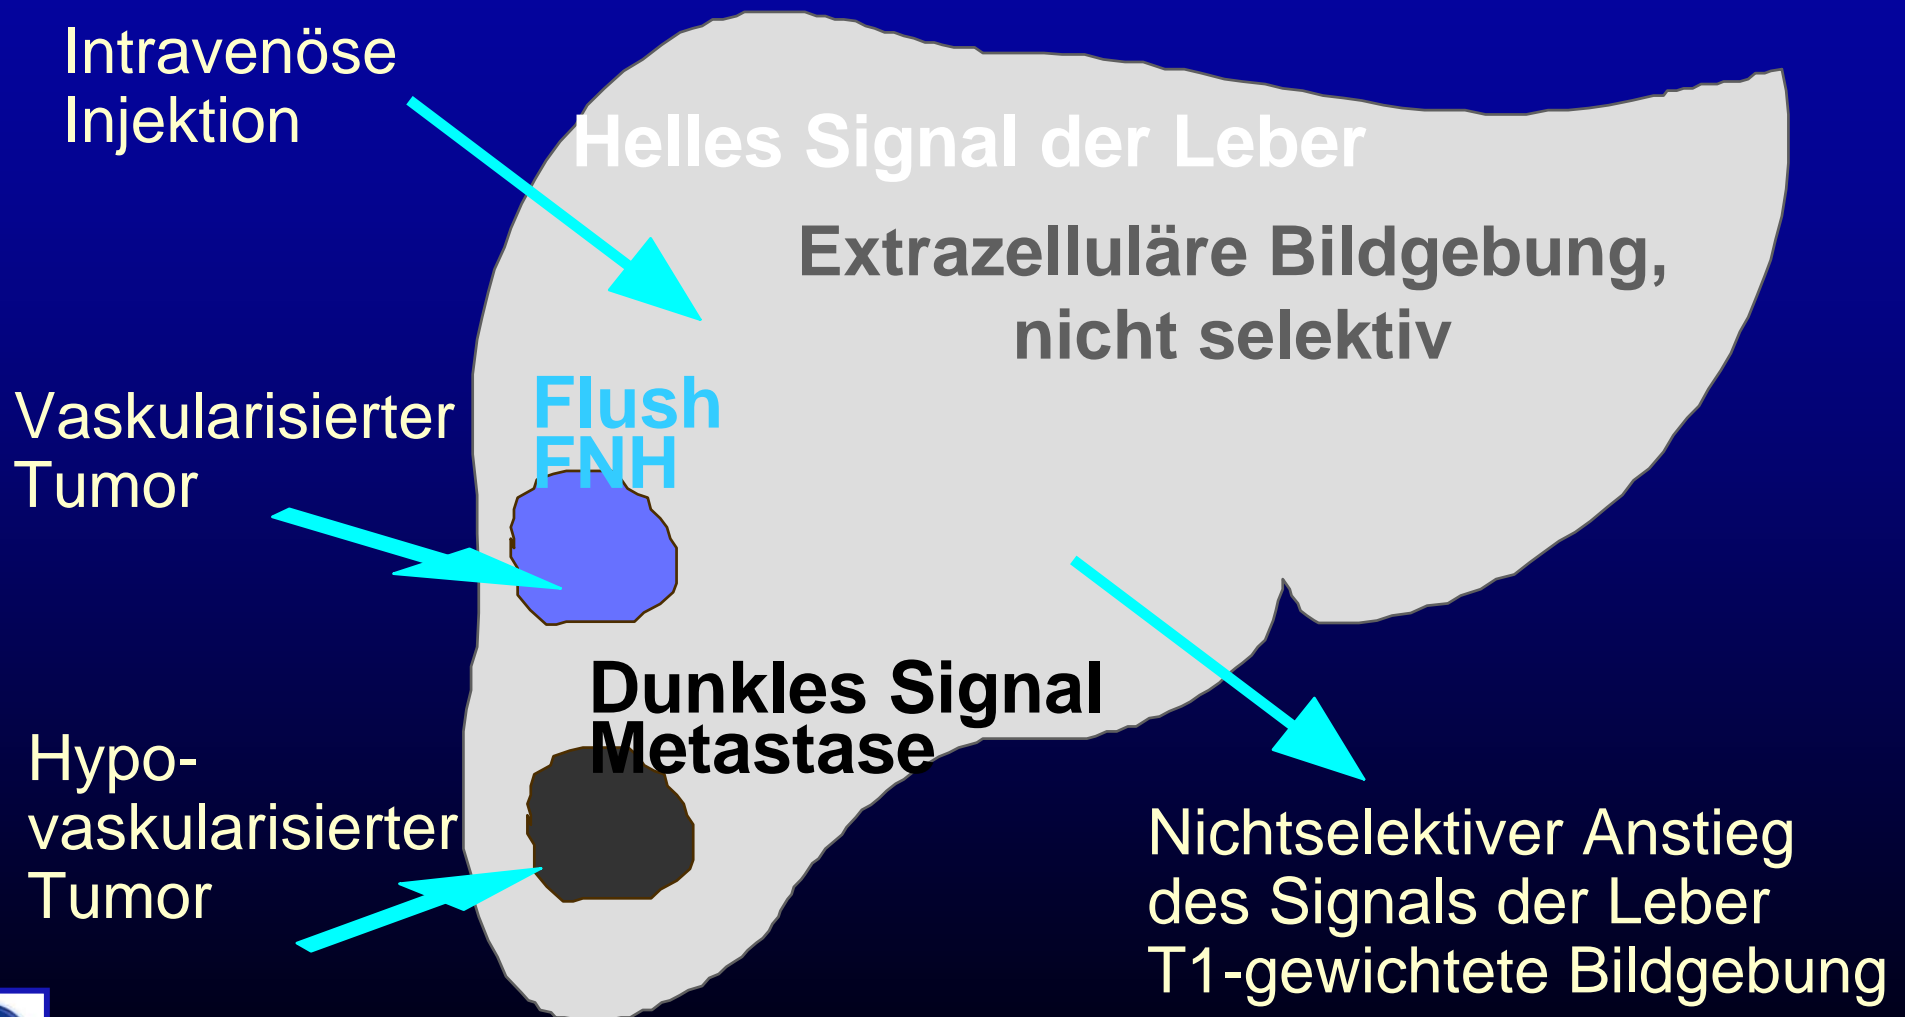 Intravenöse
Injektion
Helles Signal der Leber
Extrazelluläre Bildgebung,
nicht selektiv
Vaskularisierter
Tumor
Flush
FNH
Dunkles Signal
Metastase
Hypo-
vaskularisierter
Tumor
Nichtselektiver Anstieg
des Signals der Leber
T1-gewichtete Bildgebung